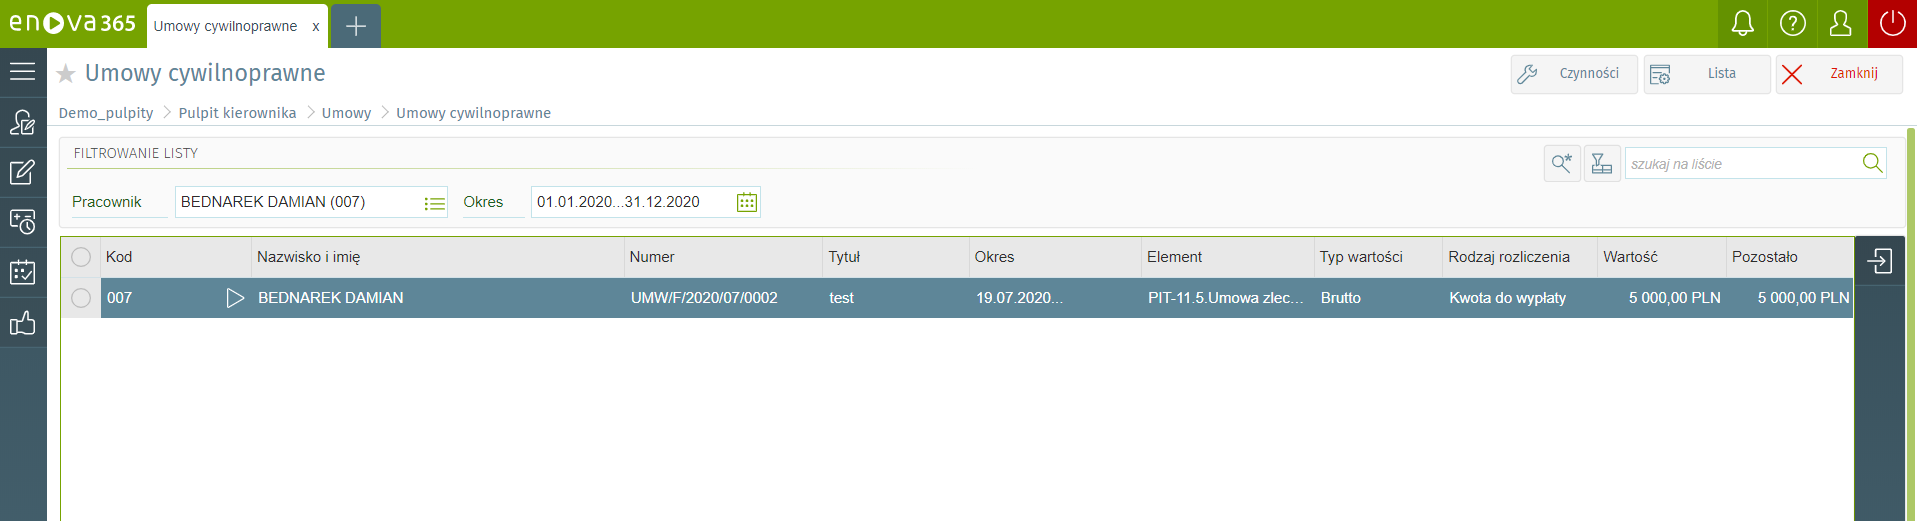 enova365 Umowy cywilnoprawne x
Umowy cywilnoprawne Czynności Lista Zamknij
Demo_pulpity Pulpit kierownika Umowy Umowy cywilnoprawne
FILTROWANIE LISTY szukaj na liście
Pracownik BEDNAREK DAMIAN (007) Okres 01.01.2020...31.12.2020
Kod Nazwisko i imię Numer Tytuł Okres Element Typ wartości Rodzaj rozliczenia Wartość Pozostało
007 BEDNAREK DAMIAN UMW/F/2020/07/0002 test 19.07.2020... PIT-11.5.Umowa zlec... Brutto Kwota do wypłaty 5 000,00 PLN 5 000,00 PLN